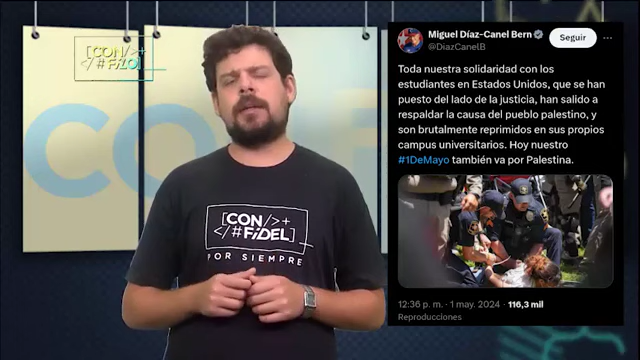 [CON/>+
</#FiZO]
CON
[CON/>+
</#FiDEL]
POR SIEMPRE
Miguel Díaz-Canel Berm
@DiazCanelB
Seguir
Toda nuestra solidaridad con los
estudiantes en Estados Unidos, que se han
puesto del lado de la justicia, han salido a
respaldar la causa del pueblo palestino, y
son brutalmente reprimidos en sus propios
campus universitarios. Hoy nuestro
#1DeMayo también va por Palestina.
12:36 p. m. · 1 may. 2024 · 116,3 mil
Reproducciones